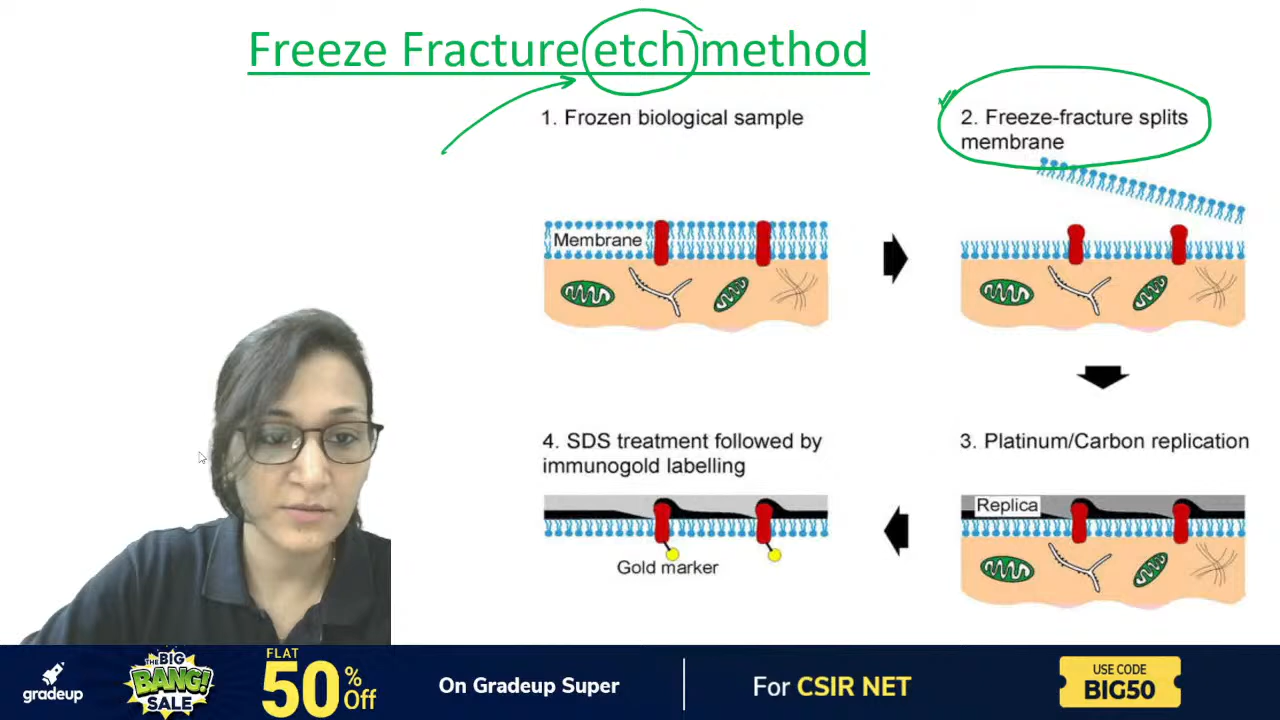 Freeze Fracture etch method
1. Frozen biological sample
2. Freeze-fracture splits
membrane
Membrane
4. SDS treatment followed by
immunogold labelling
3. Platinum/Carbon replication
Replica
Gold marker
gradeup
THE BIG
BANG!
SALE
FLAT
50% Off
On Gradeup Super
For CSIR NET
USE CODE
BIG50